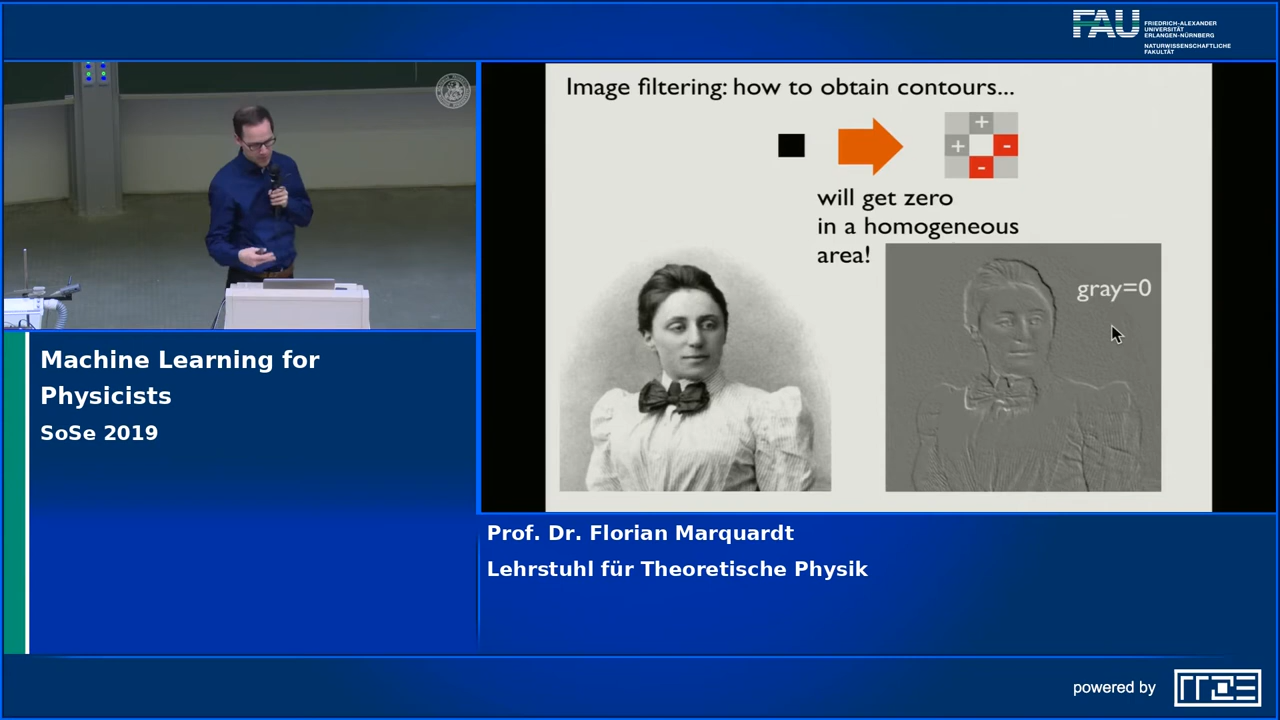 FAU
FRIEDRICH-ALEXANDER
UNIVERSITÄT
ERLANGEN-NÜRNBERG
NATURWISSENSCHAFTLICHE
FAKULTÄT
Image filtering: how to obtain contours...
+
+ -
-
will get zero
in a homogeneous
area!
gray=0
Machine Learning for
Physicists
SoSe 2019
Prof. Dr. Florian Marquardt
Lehrstuhl für Theoretische Physik
powered by